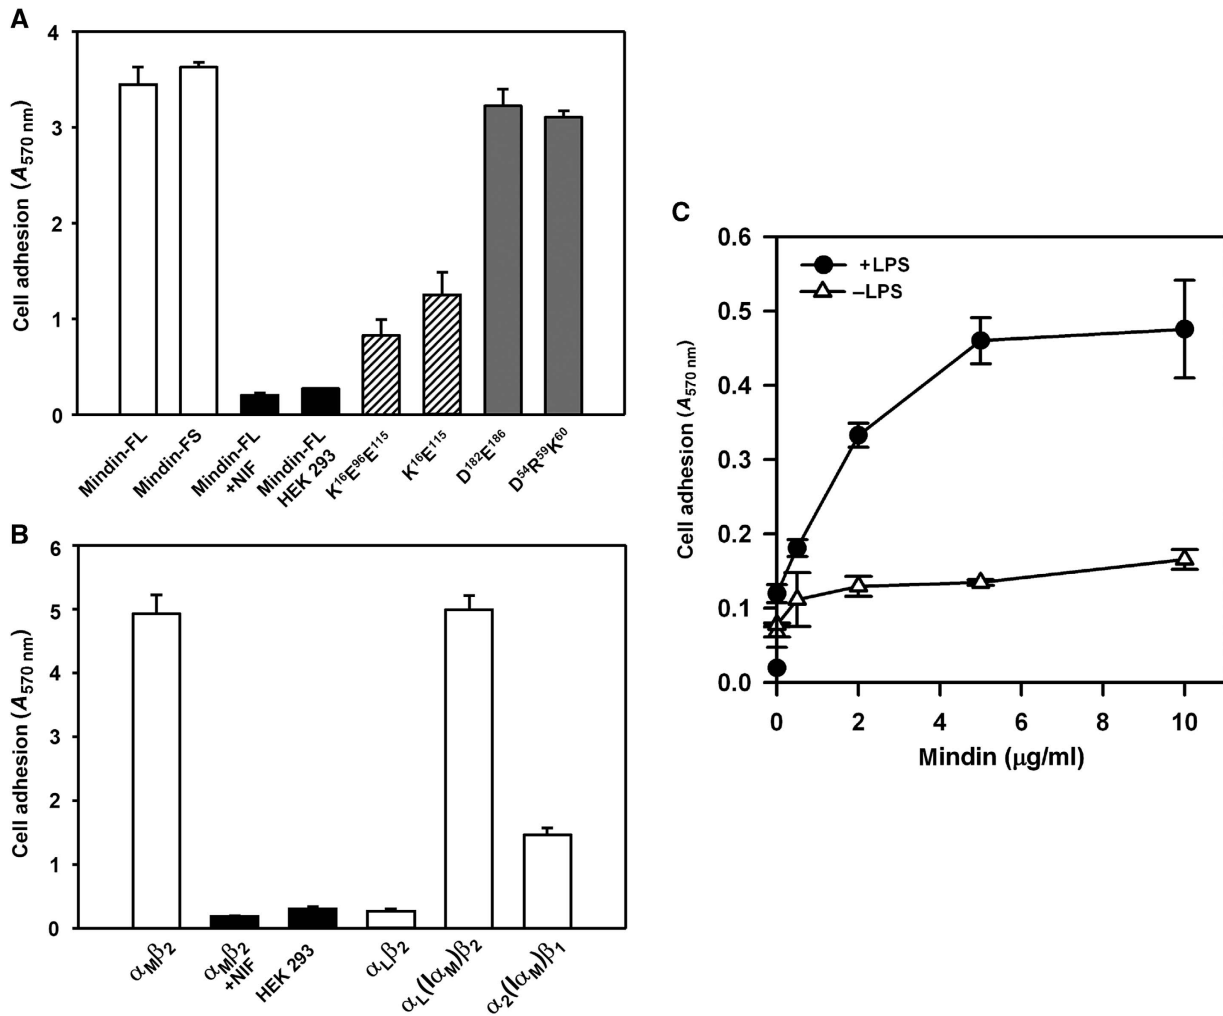 A
Cell adhesion (A570 nm)
4
3
2
1
0
Mindin-FL
Mindin-FS
Mindin-FL
+NIF
Mindin-FL
HEK 293
K¹⁶E⁹⁶E¹¹⁵
K¹⁶E¹¹⁵
D¹⁸²E¹⁸⁶
D⁵⁴R⁵⁹K⁶⁰
B
Cell adhesion (A570 nm)
6
5
4
3
2
1
0
αMβ2
αMβ2
+NIF
HEK 293
αLβ2
αL(IαM)β2
α2(IαM)β1
C
Cell adhesion (A570 nm)
0.6
0.5
0.4
0.3
0.2
0.1
0.0
+LPS
–LPS
0 2 4 6 8 10
Mindin (μg/ml)